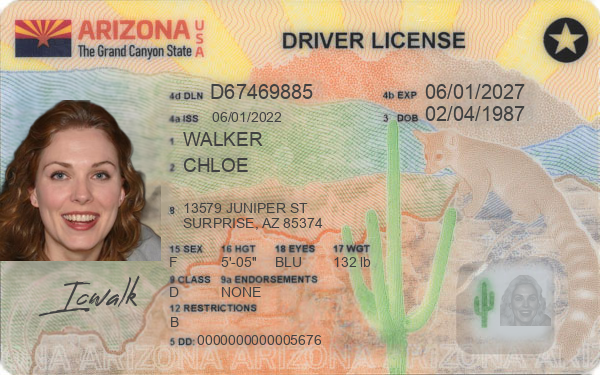 ARIZONA USA
The Grand Canyon State
DRIVER LICENSE
4d DLN D67469885 4b EXP 06/01/2027
4a ISS 06/01/2022 3 DOB 02/04/1987
1 WALKER
2 CHLOE
8 13579 JUNIPER ST
SURPRISE, AZ 85374
15 SEX 16 HGT 18 EYES 17 WGT
F 5'-05" BLU 132 lb
9 CLASS 9a ENDORSEMENTS
D NONE
12 RESTRICTIONS
B
5 DD: 0000000000005676
Icwalk
ONA ARIZONA ARIZONA ARIZONA ARIZONA ARIZ